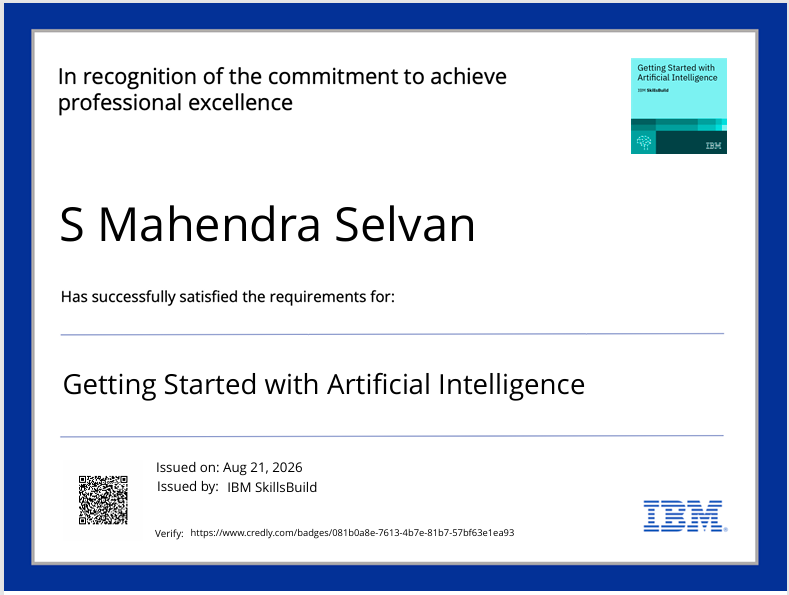 In recognition of the commitment to achieve
professional excellence
Getting Started with
Artificial Intelligence
IBM SkillsBuild
IBM
S Mahendra Selvan
Has successfully satisfied the requirements for:
Getting Started with Artificial Intelligence
Issued on: Aug 21, 2026
Issued by: IBM SkillsBuild
Verify: https://www.credly.com/badges/081b0a8e-7613-4b7e-81b7-57bf63e1ea93
IBM